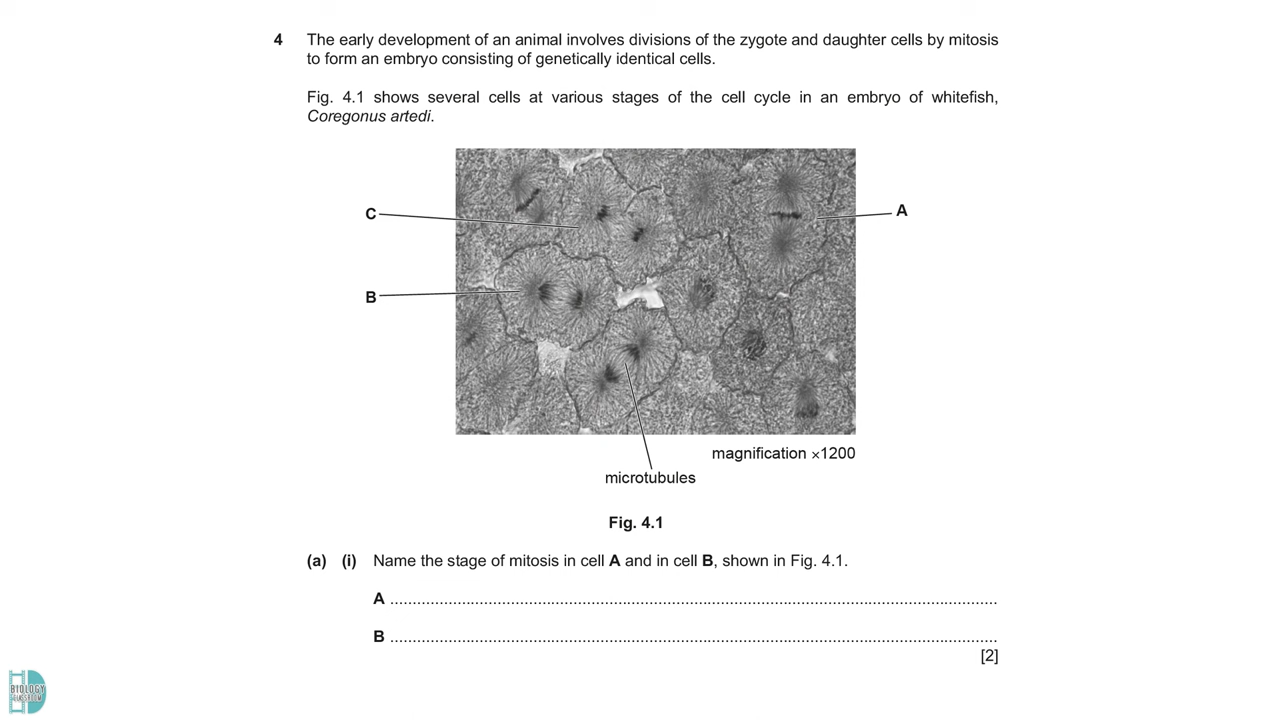 4 The early development of an animal involves divisions of the zygote and daughter cells by mitosis
to form an embryo consisting of genetically identical cells.
Fig. 4.1 shows several cells at various stages of the cell cycle in an embryo of whitefish,
Coregonus artedi.
C
A
B
magnification ×1200
microtubules
Fig. 4.1
(a) (i) Name the stage of mitosis in cell A and in cell B, shown in Fig. 4.1.
A ........................................................................................................................................
B ........................................................................................................................................
[2]
BIOLOGY
CLASSROOM